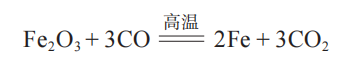 高温
Fe₂O₃ + 3CO ═══ 2Fe + 3CO₂